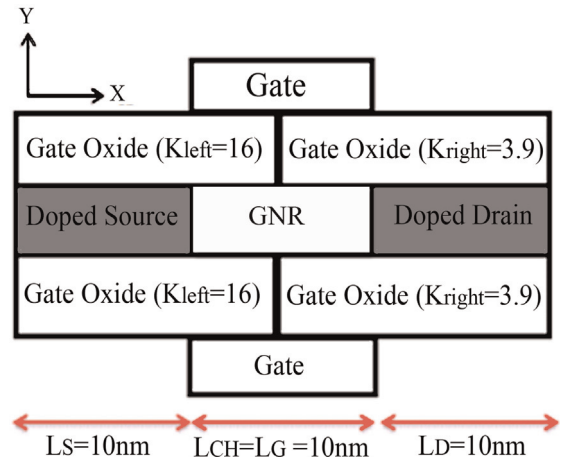 Y
X
Gate
Gate Oxide (Kleft=16) Gate Oxide (Kright=3.9)
Doped Source GNR Doped Drain
Gate Oxide (Kleft=16) Gate Oxide (Kright=3.9)
Gate
LS=10nm LCH=LG =10nm LD=10nm